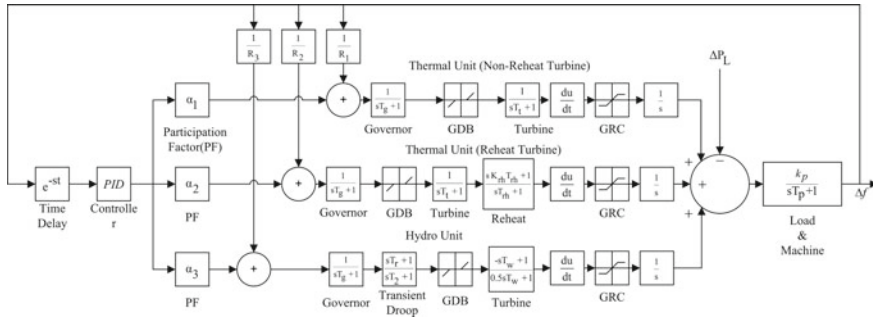 1/R3
1/R2
1/R1
Thermal Unit (Non-Reheat Turbine)
ΔPL
α1
+
1/sTg +1
1/sTt +1
du/dt
1/s
Participation
Factor(PF)
Governor
GDB
Turbine
GRC
+
−
Thermal Unit (Reheat Turbine)
e-st
PID
α2
+
1/sTg +1
1/sTt +1
s KrhTrh +1/sTrh +1
du/dt
1/s
+
kp/sTp+1
Δf
Time
Delay
Controlle
r
PF
Governor
GDB
Turbine
Reheat
GRC
+
Load
&
Machine
Hydro Unit
α3
+
1/sTg +1
sTr +1/sT2 +1
-sTw +1/0.5sTw +1
du/dt
1/s
PF
Governor
Transient
Droop
GDB
Turbine
GRC